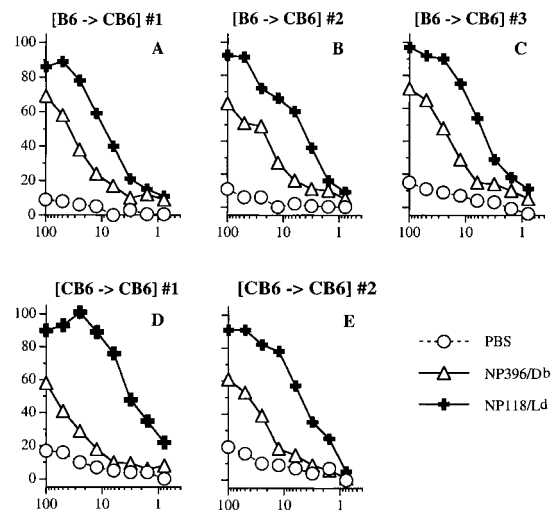 [B6 -> CB6] #1 [B6 -> CB6] #2 [B6 -> CB6] #3
100 A B C
80
60
40
20
0
100 10 1 100 10 1 100 10 1
[CB6 -> CB6] #1 [CB6 -> CB6] #2
100 D E
80
60 PBS
40 NP396/Db
20 NP118/Ld
0
100 10 1 100 10 1